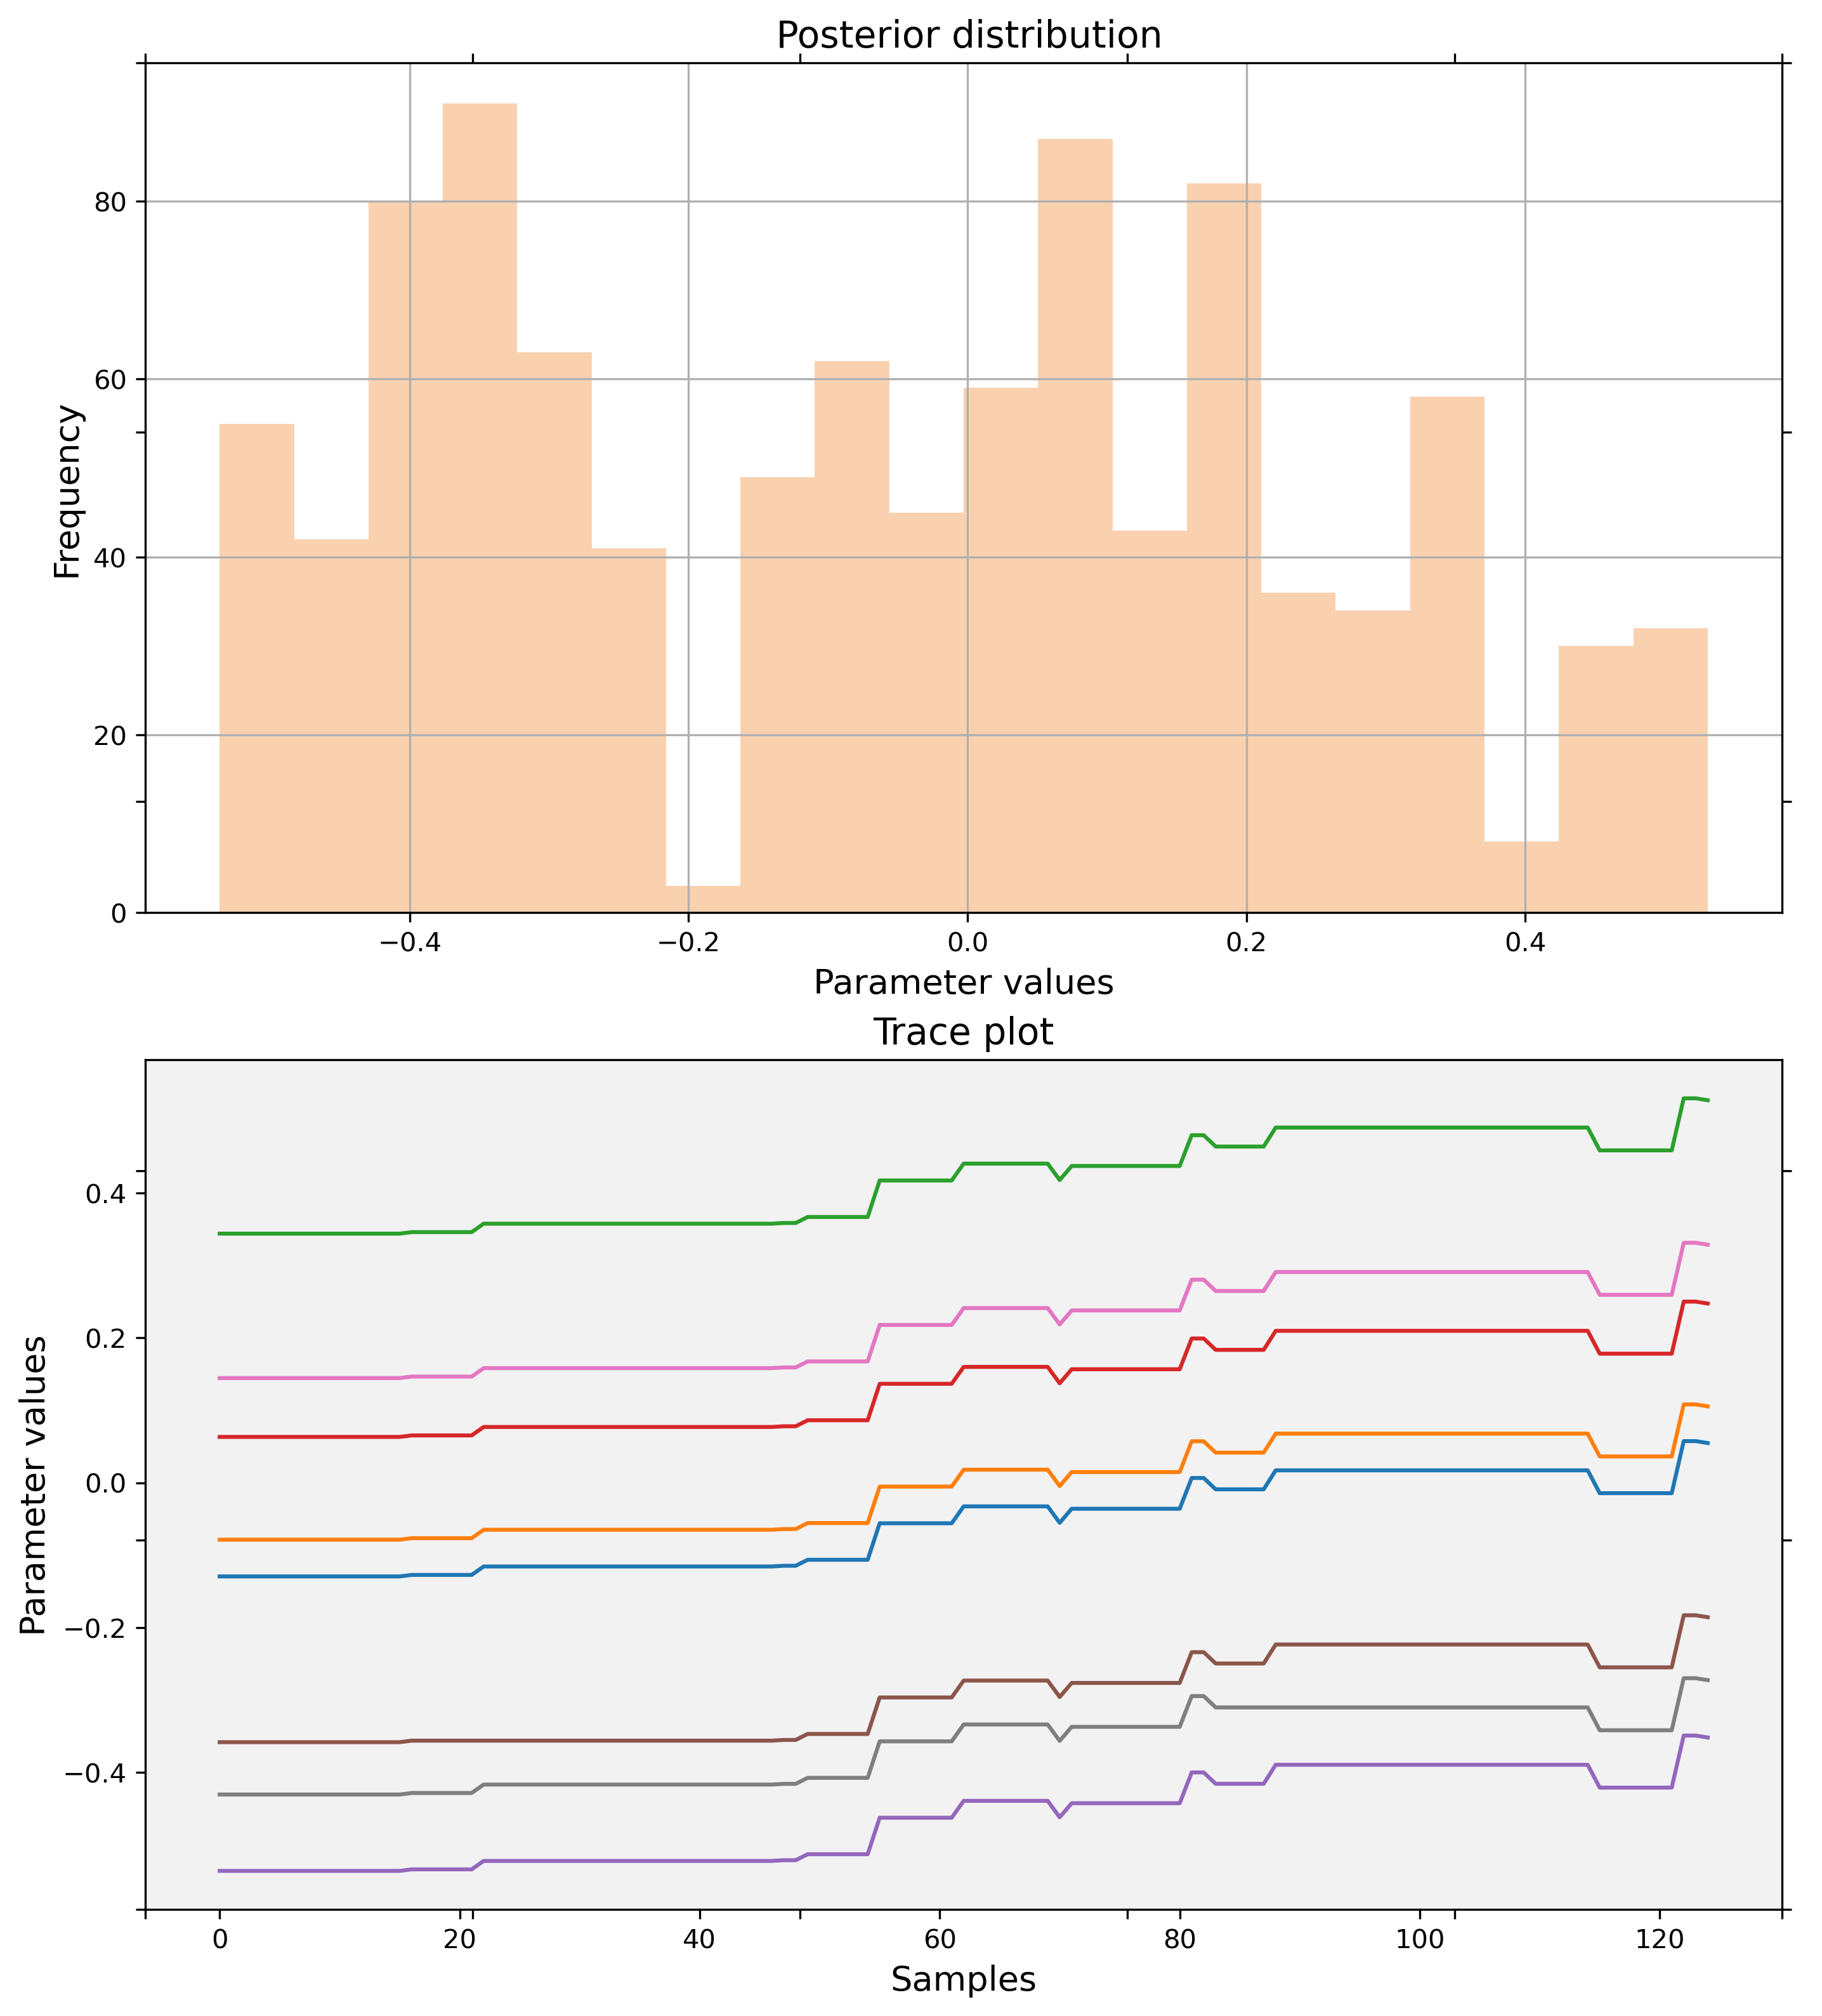 Posterior distribution
Frequency
80
60
40
20
0
−0.4 −0.2 0.0 0.2 0.4
Parameter values
Trace plot
Parameter values
0.4
0.2
0.0
−0.2
−0.4
0 20 40 60 80 100 120
Samples